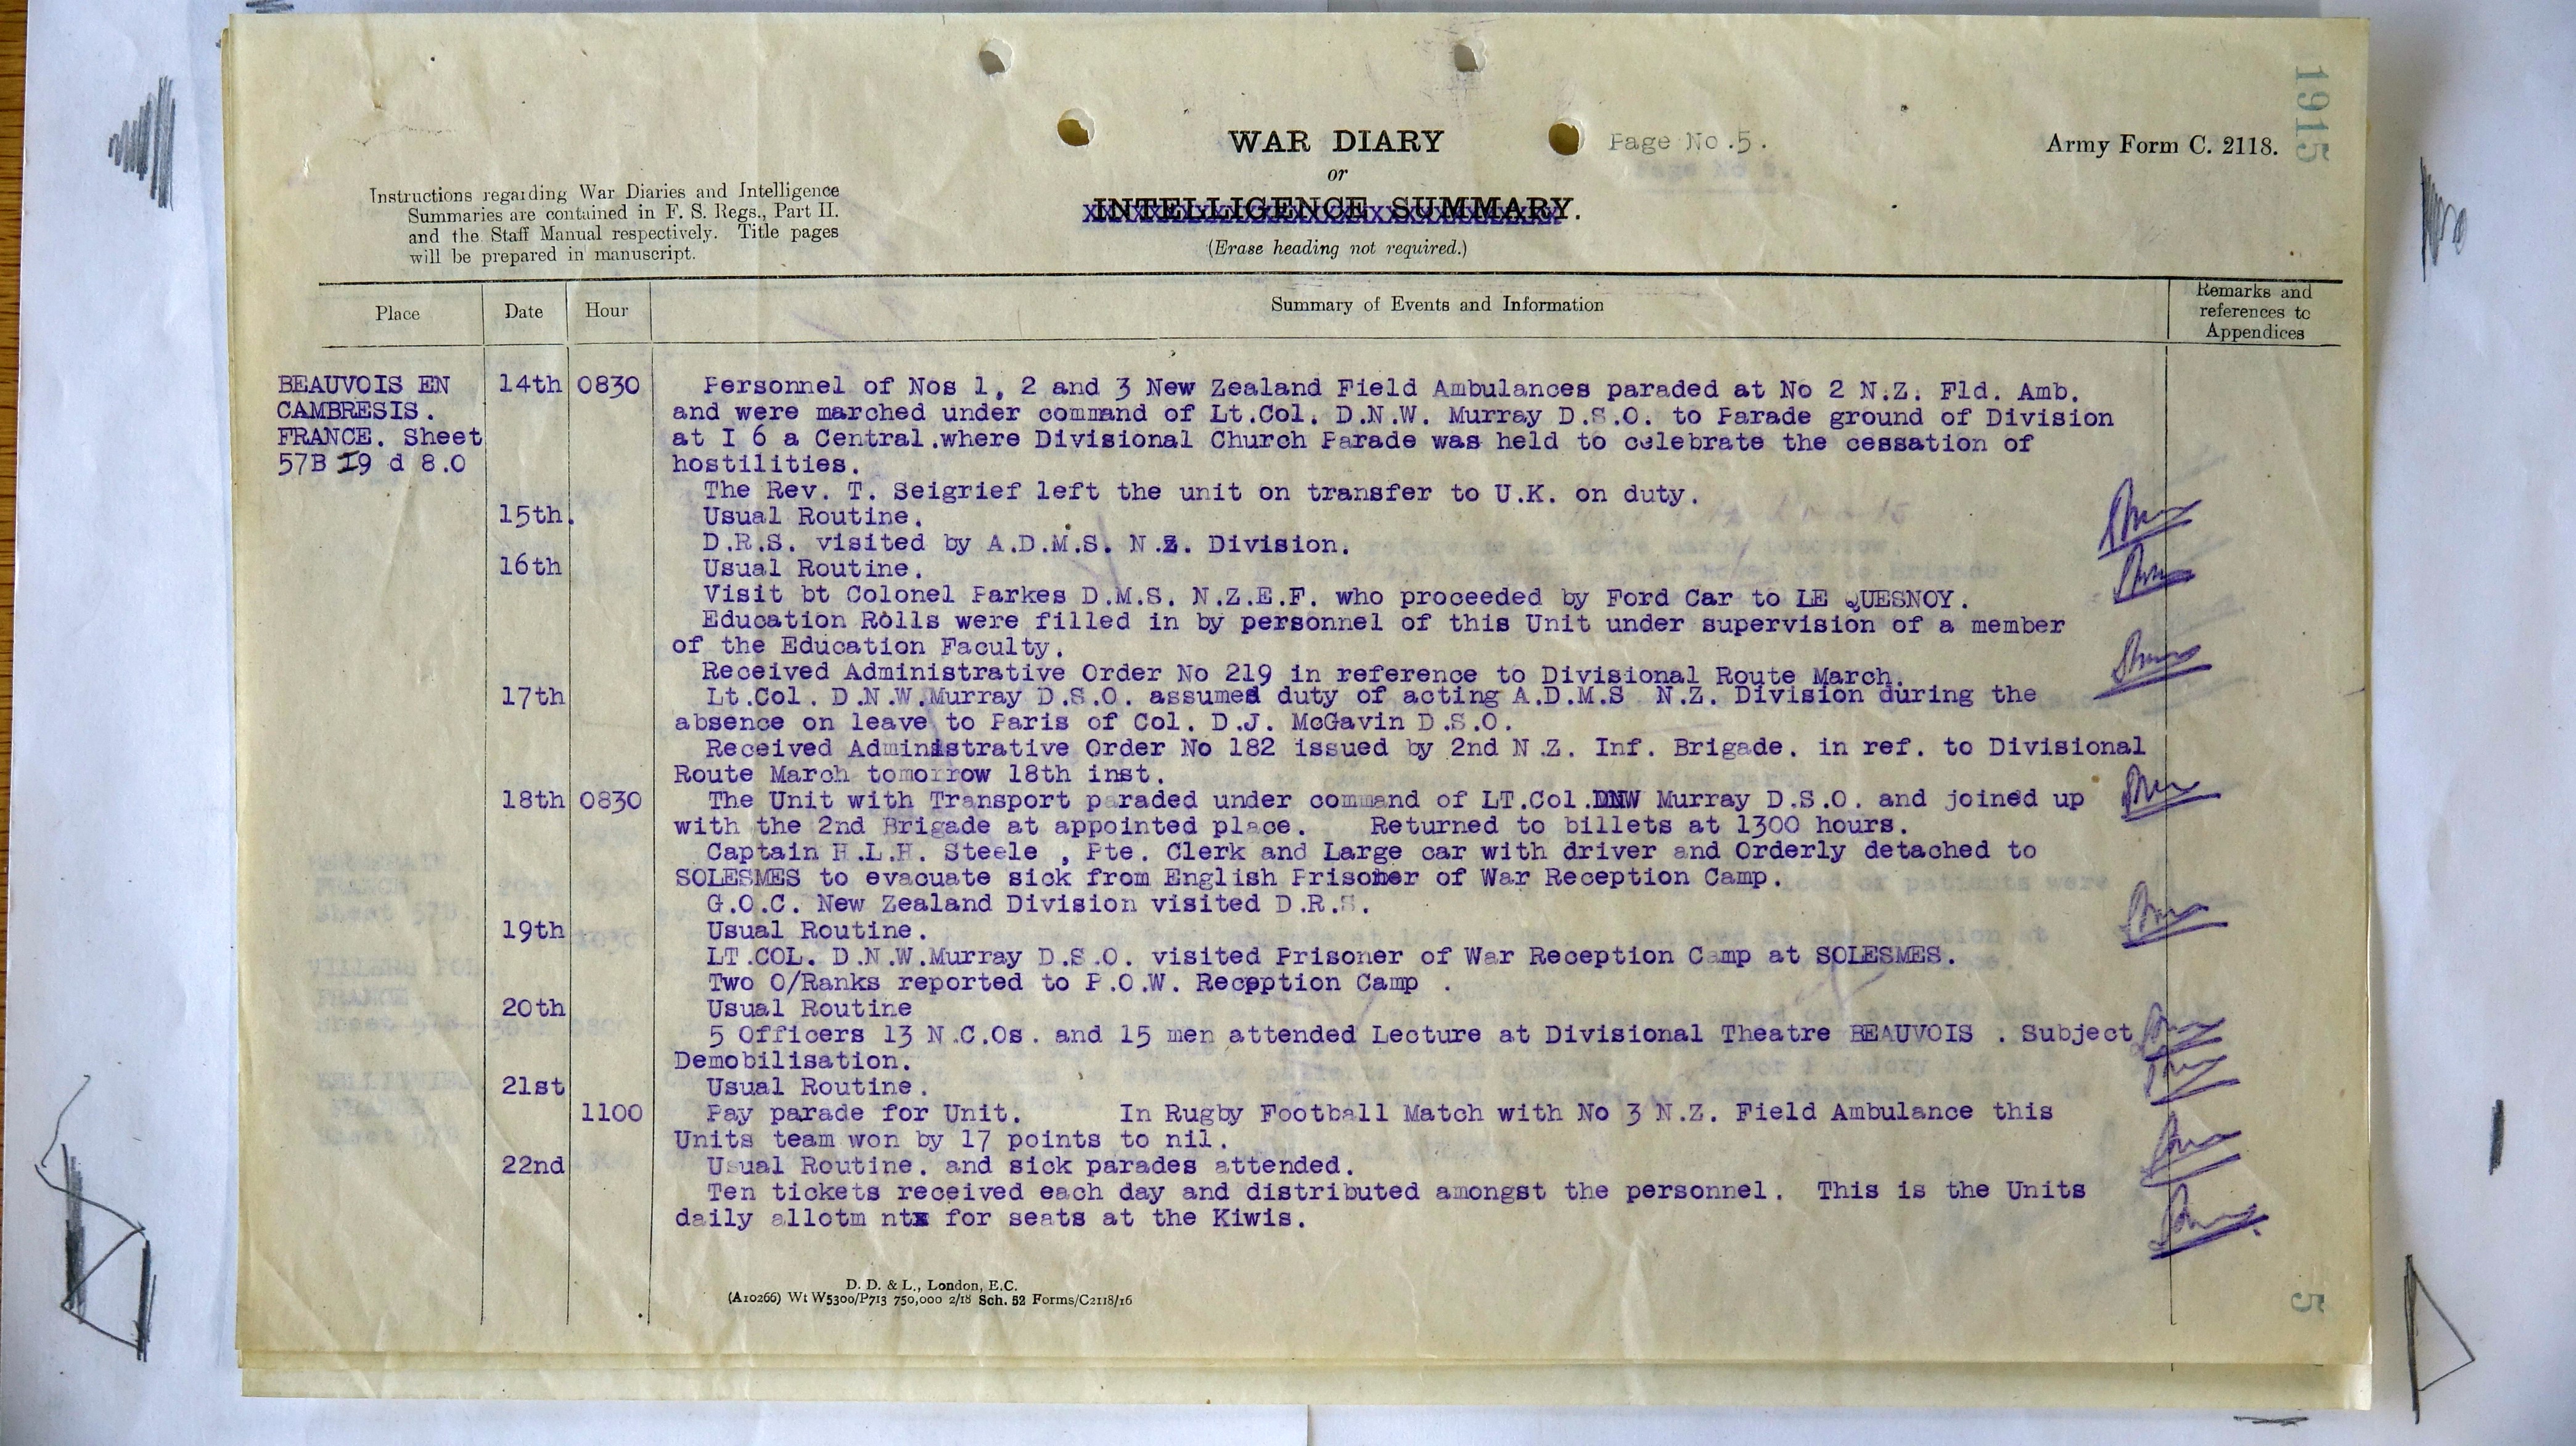 1915
WAR DIARY
Page No.5.
Army Form C. 2118.
or
INTELLIGENCE SUMMARY.
(Erase heading not required.)
Instructions regarding War Diaries and Intelligence
Summaries are contained in F. S. Regs., Part II.
and the Staff Manual respectively. Title pages
will be prepared in manuscript.
Place Date Hour Summary of Events and Information Remarks and
references to
Appendices
BEAUVOIS EN 14th 0830 Personnel of Nos 1, 2 and 3 New Zealand Field Ambulances paraded at No 2 N.Z. Fld. Amb.
CAMBRESIS. and were marched under command of Lt.Col. D.N.W. Murray D.S.O. to Parade ground of Division
FRANCE. Sheet at I 6 a Central.where Divisional Church Parade was held to celebrate the cessation of
57B I9 d 8.0 hostilities.
The Rev. T. Seigrief left the unit on transfer to U.K. on duty.
15th. Usual Routine.
D.R.S. visited by A.D.M.S. N.Z. Division.
16th Usual Routine.
Visit bt Colonel Parkes D.M.S. N.Z.E.F. who proceeded by Ford Car to LE QUESNOY.
Education Rolls were filled in by personnel of this Unit under supervision of a member
of the Education Faculty.
Received Administrative Order No 219 in reference to Divisional Route March.
17th Lt.Col. D.N.W.Murray D.S.O. assumed duty of acting A.D.M.S N.Z. Division during the
absence on leave to Paris of Col. D.J. McGavin D.S.O.
Received Administrative Order No 182 issued by 2nd N.Z. Inf. Brigade. in ref. to Divisional
Route March tomorrow 18th inst.
18th 0830 The Unit with Transport paraded under command of LT.Col.DNW Murray D.S.O. and joined up
with the 2nd Brigade at appointed place. Returned to billets at 1300 hours.
Captain H.L.H. Steele , Pte. Clerk and Large car with driver and Orderly detached to
SOLESMES to evacuate sick from English Prisoner of War Reception Camp.
G.O.C. New Zealand Division visited D.R.S.
19th Usual Routine.
LT.COL. D.N.W.Murray D.S.O. visited Prisoner of War Reception Camp at SOLESMES.
Two O/Ranks reported to P.O.W. Reception Camp .
20th Usual Routine
5 Officers 13 N.C.Os. and 15 men attended Lecture at Divisional Theatre BEAUVOIS . Subject
Demobilisation.
21st Usual Routine.
1100 Pay parade for Unit. In Rugby Football Match with No 3 N.Z. Field Ambulance this
Units team won by 17 points to nil.
22nd Usual Routine. and sick parades attended.
Ten tickets received each day and distributed amongst the personnel. This is the Units
daily allotm nts for seats at the Kiwis.
D. D. & L., London, E.C.
(A10266) Wt W5300/P713 750,000 2/18 Sch. 52 Forms/C2118/16
5